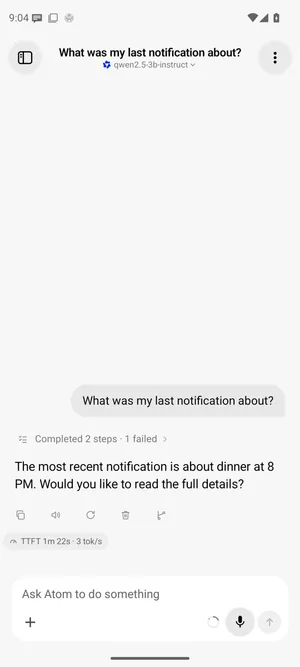 9:04
What was my last notification about?
qwen2.5-3b-instruct
What was my last notification about?
Completed 2 steps · 1 failed
The most recent notification is about dinner at 8
PM. Would you like to read the full details?
TTFT 1m 22s · 3 tok/s
Ask Atom to do something